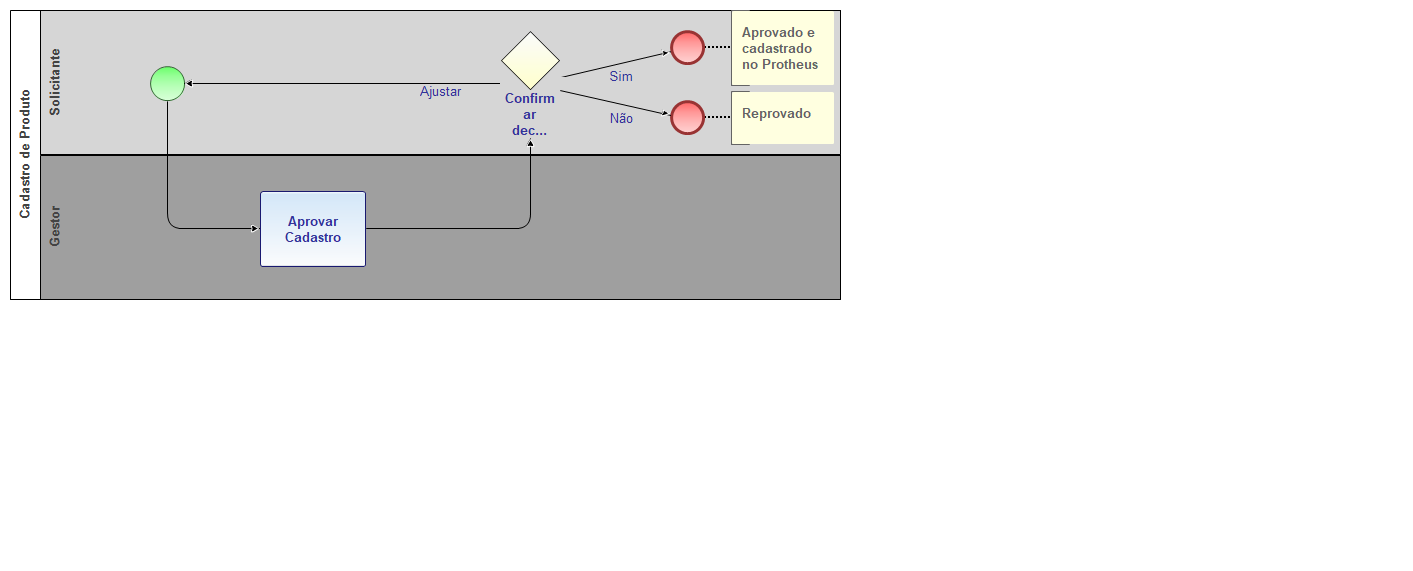 Cadastro de Produto
Solicitante
Gestor
Ajustar
Confirm
ar
dec...
Sim
Não
Aprovado e
cadastrado
no Protheus
Reprovado
Aprovar
Cadastro